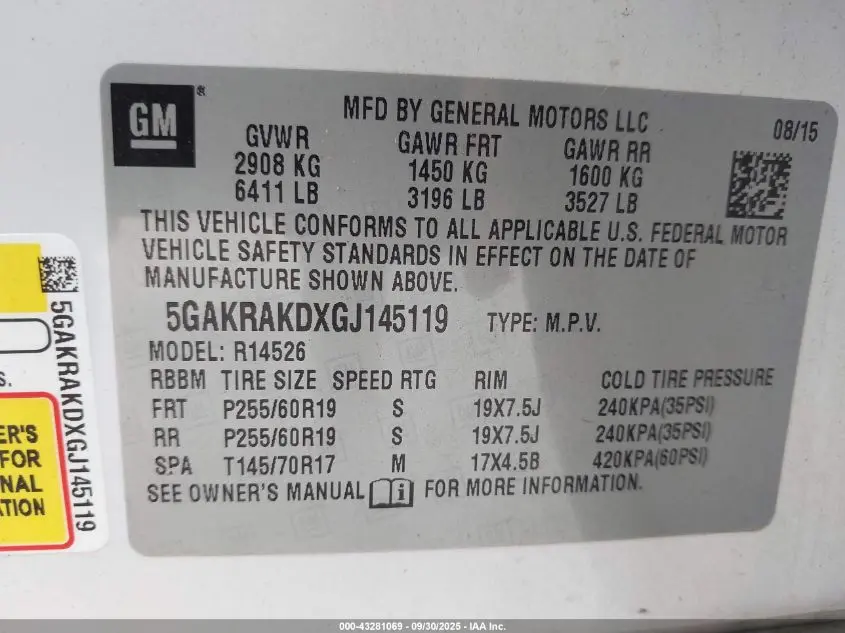 GM®
MFD BY GENERAL MOTORS LLC
08/15
GVWR GAWR FRT GAWR RR
2908 KG 1450 KG 1600 KG
6411 LB 3196 LB 3527 LB
THIS VEHICLE CONFORMS TO ALL APPLICABLE U.S. FEDERAL MOTOR
VEHICLE SAFETY STANDARDS IN EFFECT ON THE DATE OF
MANUFACTURE SHOWN ABOVE.
5GAKRAKDXGJ145119 TYPE: M.P.V.
MODEL: R14526
RBBM TIRE SIZE SPEED RTG RIM COLD TIRE PRESSURE
FRT P255/60R19 S 19X7.5J 240KPA(35PSI)
RR P255/60R19 S 19X7.5J 240KPA(35PSI)
SPA T145/70R17 M 17X4.5B 420KPA(60PSI)
SEE OWNER'S MANUAL FOR MORE INFORMATION.
5GAKRAKDXGJ145119
S.
ER'S
FOR
NAL
TION
000-43281069 - 09/30/2025 - IAA Inc.